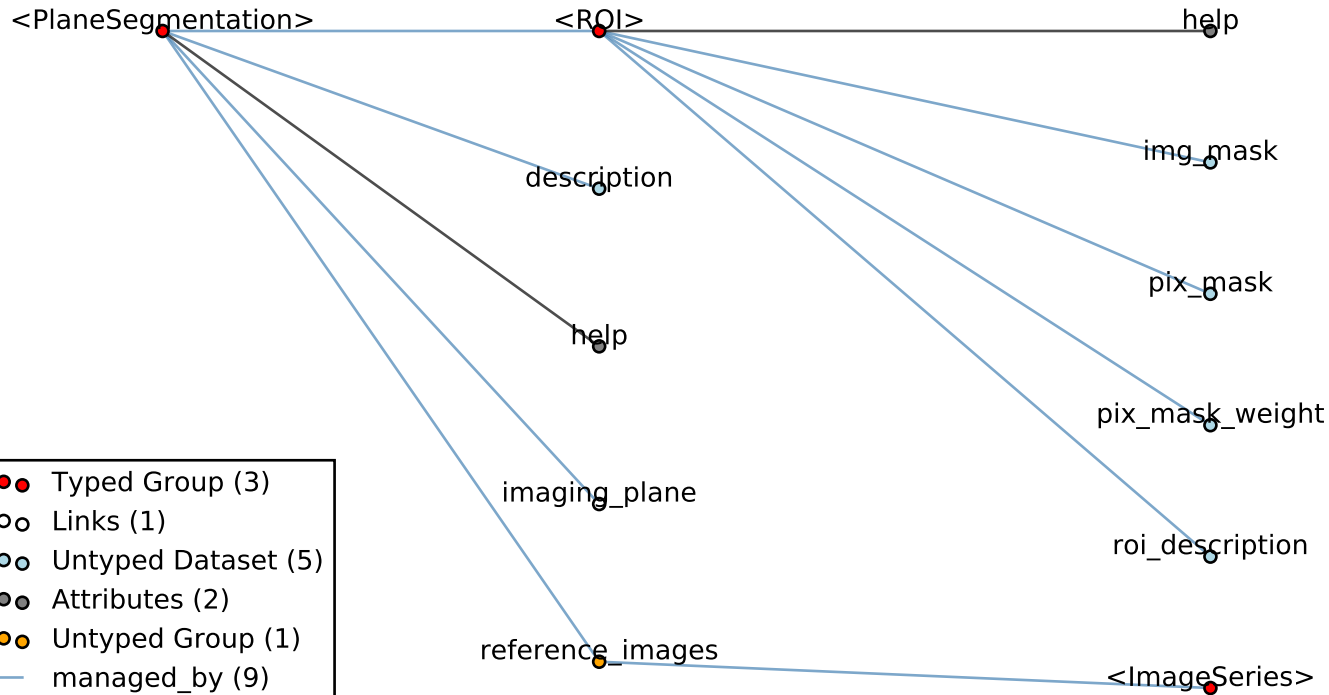 <PlaneSegmentation>
<ROI>
help
img_mask
description
pix_mask
help
pix_mask_weight
imaging_plane
roi_description
reference_images
<ImageSeries>
Typed Group (3)
Links (1)
Untyped Dataset (5)
Attributes (2)
Untyped Group (1)
managed_by (9)